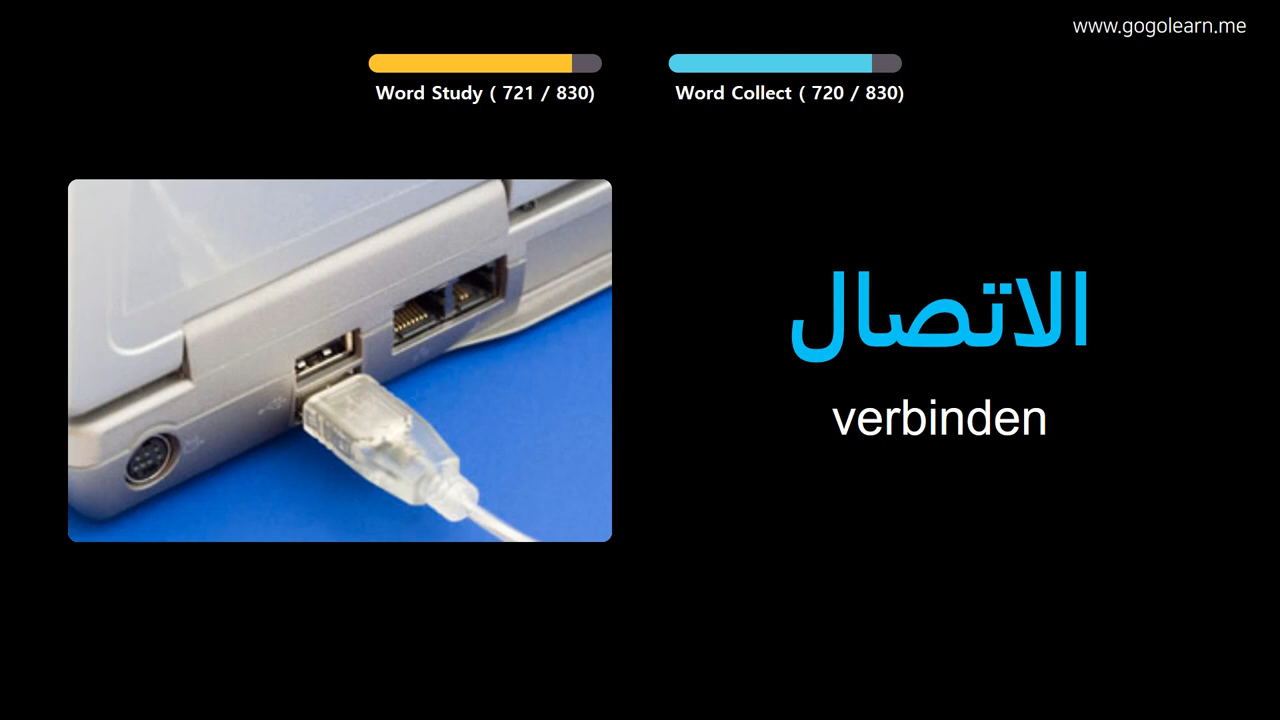 www.gogolearn.me
Word Study ( 721 / 830)
Word Collect ( 720 / 830)
الاتصال
verbinden